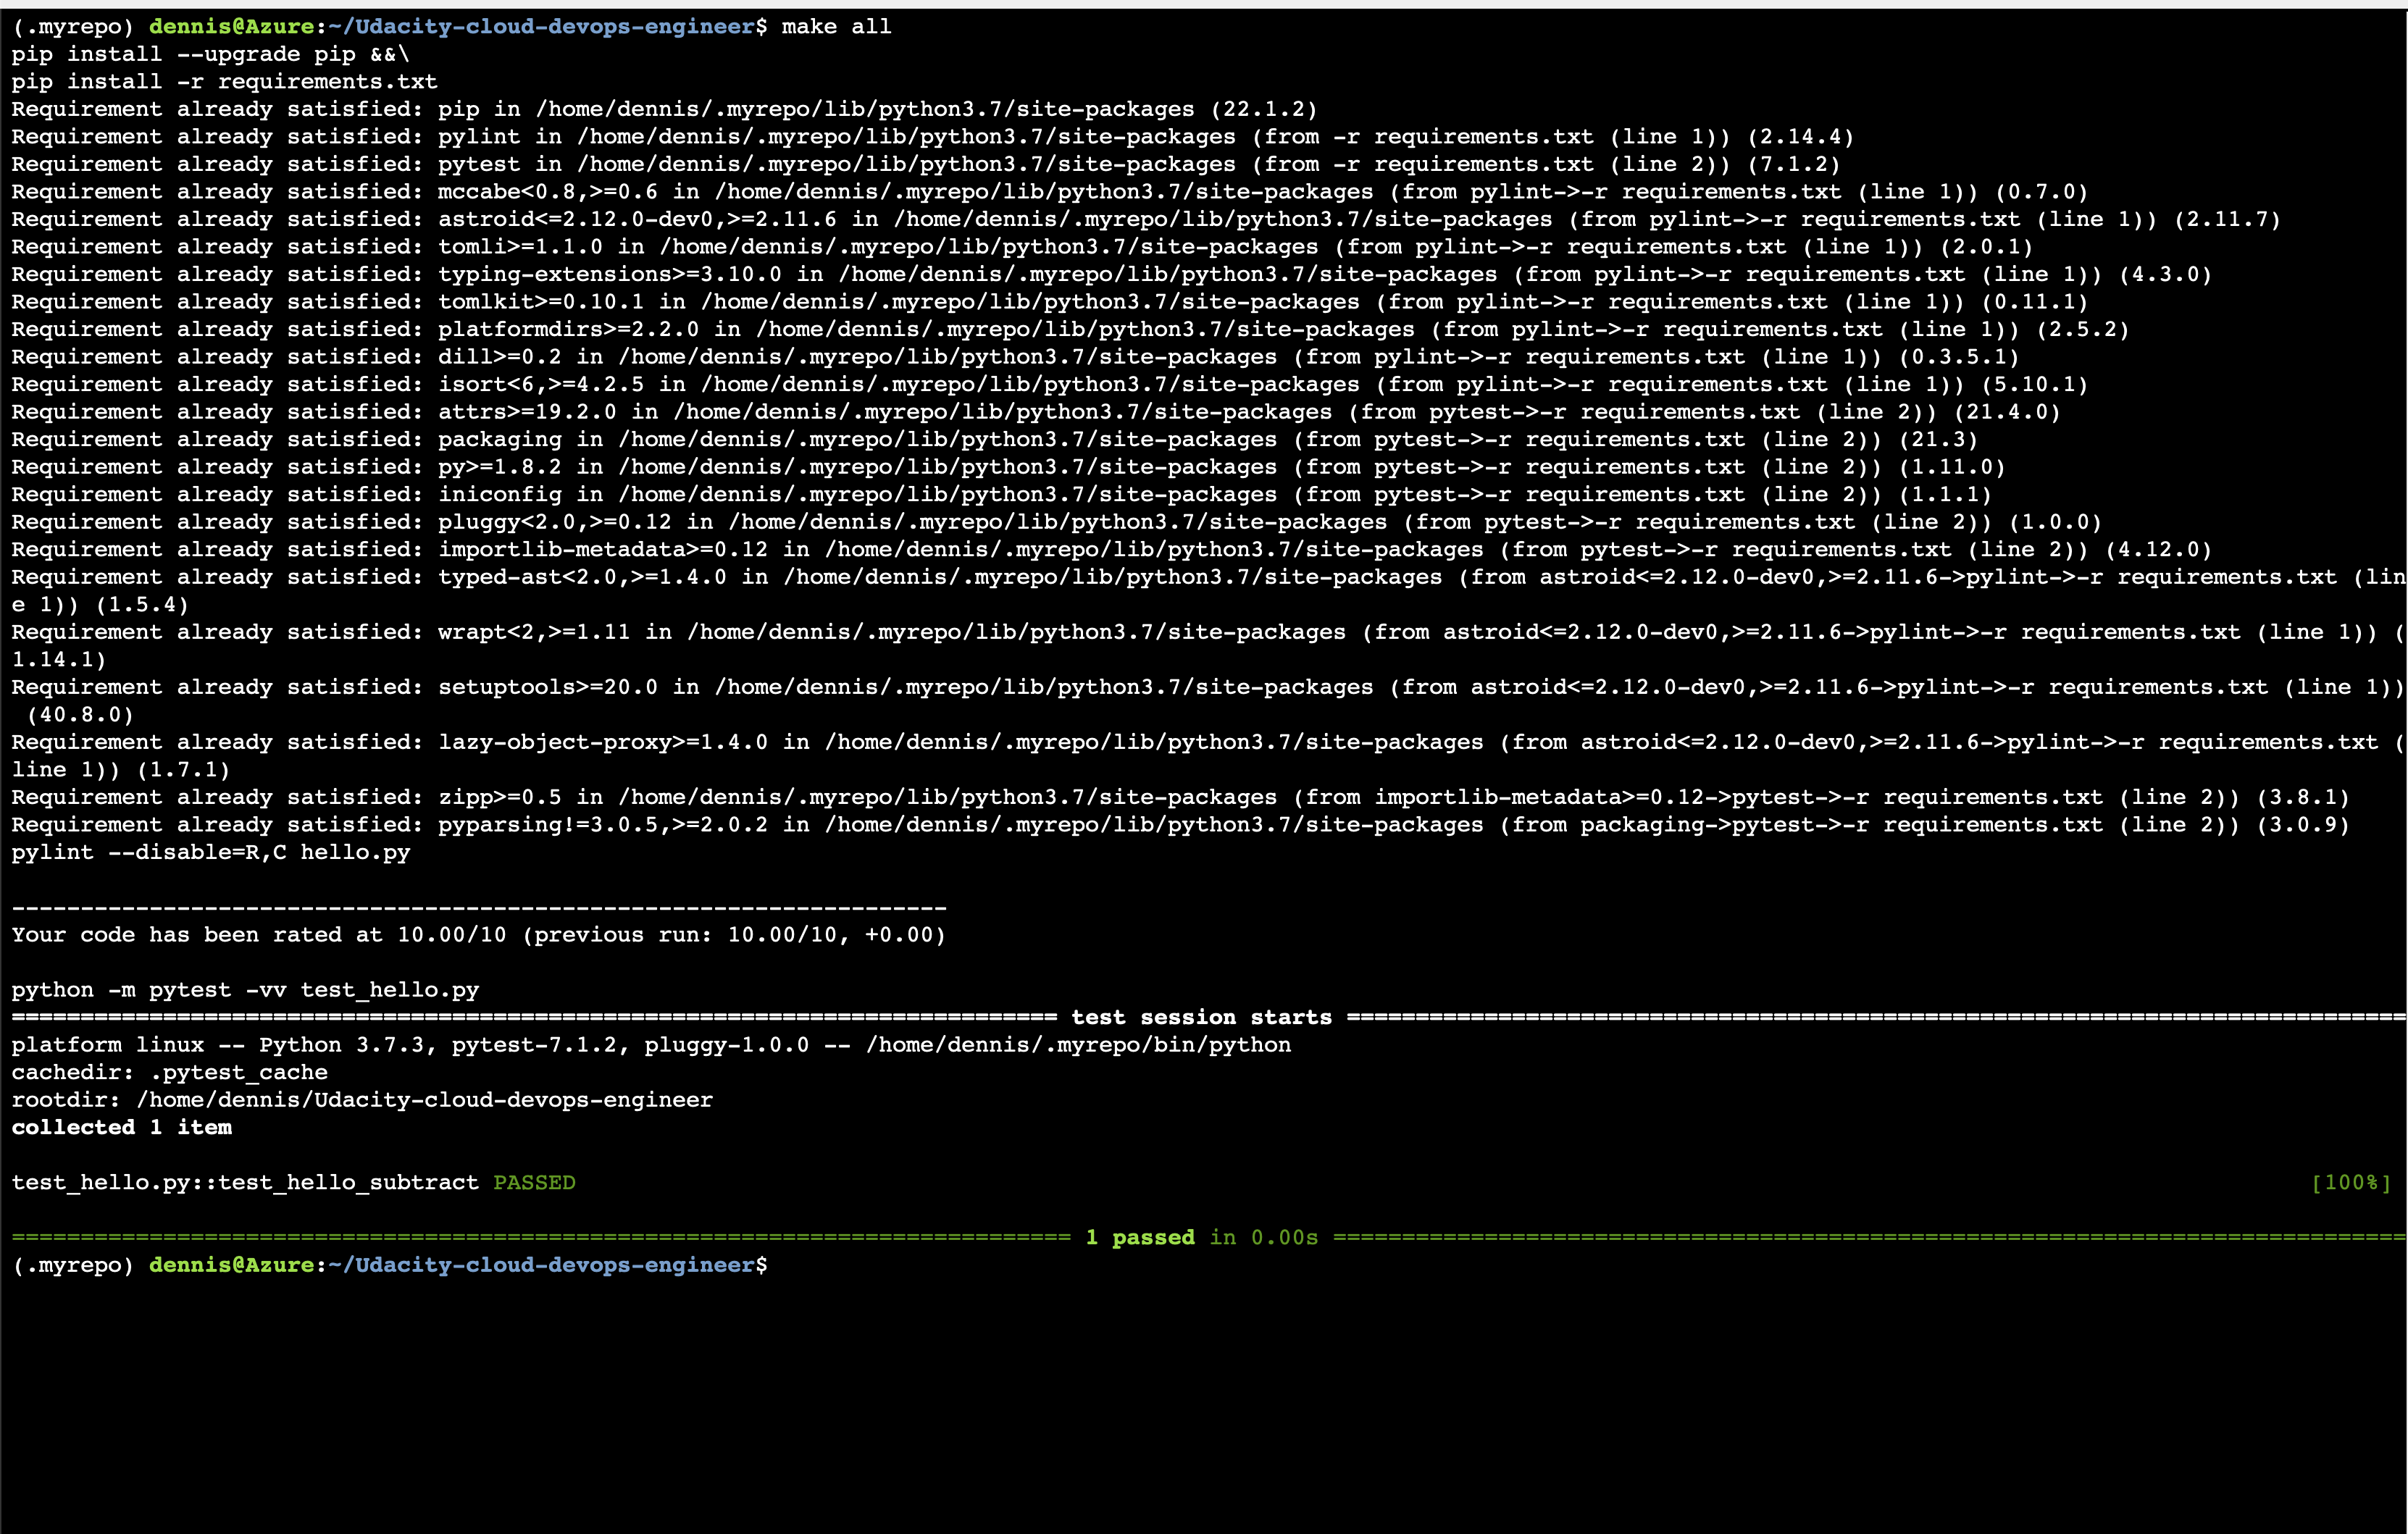 (.myrepo) dennis@Azure:~/Udacity-cloud-devops-engineer$ make all
pip install --upgrade pip &&\
pip install -r requirements.txt
Requirement already satisfied: pip in /home/dennis/.myrepo/lib/python3.7/site-packages (22.1.2)
Requirement already satisfied: pylint in /home/dennis/.myrepo/lib/python3.7/site-packages (from -r requirements.txt (line 1)) (2.14.4)
Requirement already satisfied: pytest in /home/dennis/.myrepo/lib/python3.7/site-packages (from -r requirements.txt (line 2)) (7.1.2)
Requirement already satisfied: mccabe<0.8,>=0.6 in /home/dennis/.myrepo/lib/python3.7/site-packages (from pylint->-r requirements.txt (line 1)) (0.7.0)
Requirement already satisfied: astroid<=2.12.0-dev0,>=2.11.6 in /home/dennis/.myrepo/lib/python3.7/site-packages (from pylint->-r requirements.txt (line 1)) (2.11.7)
Requirement already satisfied: tomli>=1.1.0 in /home/dennis/.myrepo/lib/python3.7/site-packages (from pylint->-r requirements.txt (line 1)) (2.0.1)
Requirement already satisfied: typing-extensions>=3.10.0 in /home/dennis/.myrepo/lib/python3.7/site-packages (from pylint->-r requirements.txt (line 1)) (4.3.0)
Requirement already satisfied: tomlkit>=0.10.1 in /home/dennis/.myrepo/lib/python3.7/site-packages (from pylint->-r requirements.txt (line 1)) (0.11.1)
Requirement already satisfied: platformdirs>=2.2.0 in /home/dennis/.myrepo/lib/python3.7/site-packages (from pylint->-r requirements.txt (line 1)) (2.5.2)
Requirement already satisfied: dill>=0.2 in /home/dennis/.myrepo/lib/python3.7/site-packages (from pylint->-r requirements.txt (line 1)) (0.3.5.1)
Requirement already satisfied: isort<6,>=4.2.5 in /home/dennis/.myrepo/lib/python3.7/site-packages (from pylint->-r requirements.txt (line 1)) (5.10.1)
Requirement already satisfied: attrs>=19.2.0 in /home/dennis/.myrepo/lib/python3.7/site-packages (from pytest->-r requirements.txt (line 2)) (21.4.0)
Requirement already satisfied: packaging in /home/dennis/.myrepo/lib/python3.7/site-packages (from pytest->-r requirements.txt (line 2)) (21.3)
Requirement already satisfied: py>=1.8.2 in /home/dennis/.myrepo/lib/python3.7/site-packages (from pytest->-r requirements.txt (line 2)) (1.11.0)
Requirement already satisfied: iniconfig in /home/dennis/.myrepo/lib/python3.7/site-packages (from pytest->-r requirements.txt (line 2)) (1.1.1)
Requirement already satisfied: pluggy<2.0,>=0.12 in /home/dennis/.myrepo/lib/python3.7/site-packages (from pytest->-r requirements.txt (line 2)) (1.0.0)
Requirement already satisfied: importlib-metadata>=0.12 in /home/dennis/.myrepo/lib/python3.7/site-packages (from pytest->-r requirements.txt (line 2)) (4.12.0)
Requirement already satisfied: typed-ast<2.0,>=1.4.0 in /home/dennis/.myrepo/lib/python3.7/site-packages (from astroid<=2.12.0-dev0,>=2.11.6->pylint->-r requirements.txt (lin
e 1)) (1.5.4)
Requirement already satisfied: wrapt<2,>=1.11 in /home/dennis/.myrepo/lib/python3.7/site-packages (from astroid<=2.12.0-dev0,>=2.11.6->pylint->-r requirements.txt (line 1)) (
1.14.1)
Requirement already satisfied: setuptools>=20.0 in /home/dennis/.myrepo/lib/python3.7/site-packages (from astroid<=2.12.0-dev0,>=2.11.6->pylint->-r requirements.txt (line 1))
 (40.8.0)
Requirement already satisfied: lazy-object-proxy>=1.4.0 in /home/dennis/.myrepo/lib/python3.7/site-packages (from astroid<=2.12.0-dev0,>=2.11.6->pylint->-r requirements.txt (
line 1)) (1.7.1)
Requirement already satisfied: zipp>=0.5 in /home/dennis/.myrepo/lib/python3.7/site-packages (from importlib-metadata>=0.12->pytest->-r requirements.txt (line 2)) (3.8.1)
Requirement already satisfied: pyparsing!=3.0.5,>=2.0.2 in /home/dennis/.myrepo/lib/python3.7/site-packages (from packaging->pytest->-r requirements.txt (line 2)) (3.0.9)
pylint --disable=R,C hello.py
--------------------------------------------------------------------
Your code has been rated at 10.00/10 (previous run: 10.00/10, +0.00)
python -m pytest -vv test_hello.py
============================================================================ test session starts =============================================================================
platform linux -- Python 3.7.3, pytest-7.1.2, pluggy-1.0.0 -- /home/dennis/.myrepo/bin/python
cachedir: .pytest_cache
rootdir: /home/dennis/Udacity-cloud-devops-engineer
collected 1 item
test_hello.py::test_hello_subtract PASSED [100%]
============================================================================= 1 passed in 0.00s ==============================================================================
(.myrepo) dennis@Azure:~/Udacity-cloud-devops-engineer$